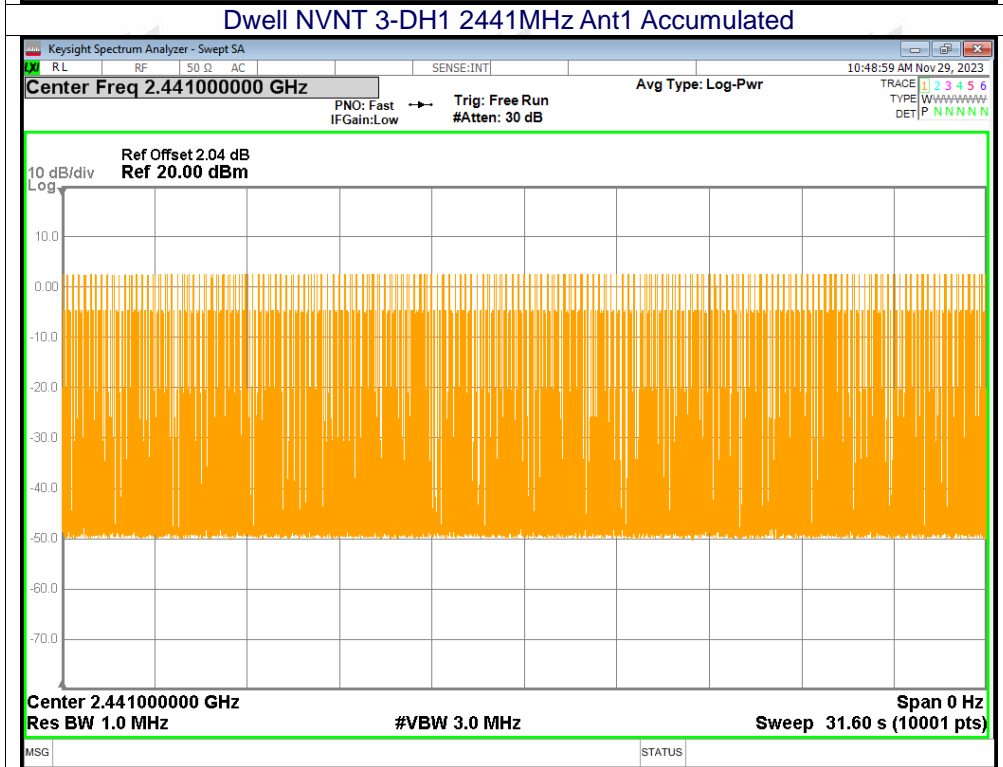 Dwell NVNT 3-DH1 2441MHz Ant1 Accumulated
Keysight Spectrum Analyzer - Swept SA
LXI RL RF 50 Ω AC SENSE:INT 10:48:59 AM Nov 29, 2023
Center Freq 2.441000000 GHz Avg Type: Log-Pwr TRACE 1 2 3 4 5 6
PNO: Fast Trig: Free Run TYPE W WWWWW
IFGain:Low #Atten: 30 dB DET P N N N N N
Ref Offset 2.04 dB
10 dB/div Ref 20.00 dBm
Log
10.0
0.00
-10.0
-20.0
-30.0
-40.0
-50.0
-60.0
-70.0
Center 2.441000000 GHz Span 0 Hz
Res BW 1.0 MHz #VBW 3.0 MHz Sweep 31.60 s (10001 pts)
MSG STATUS